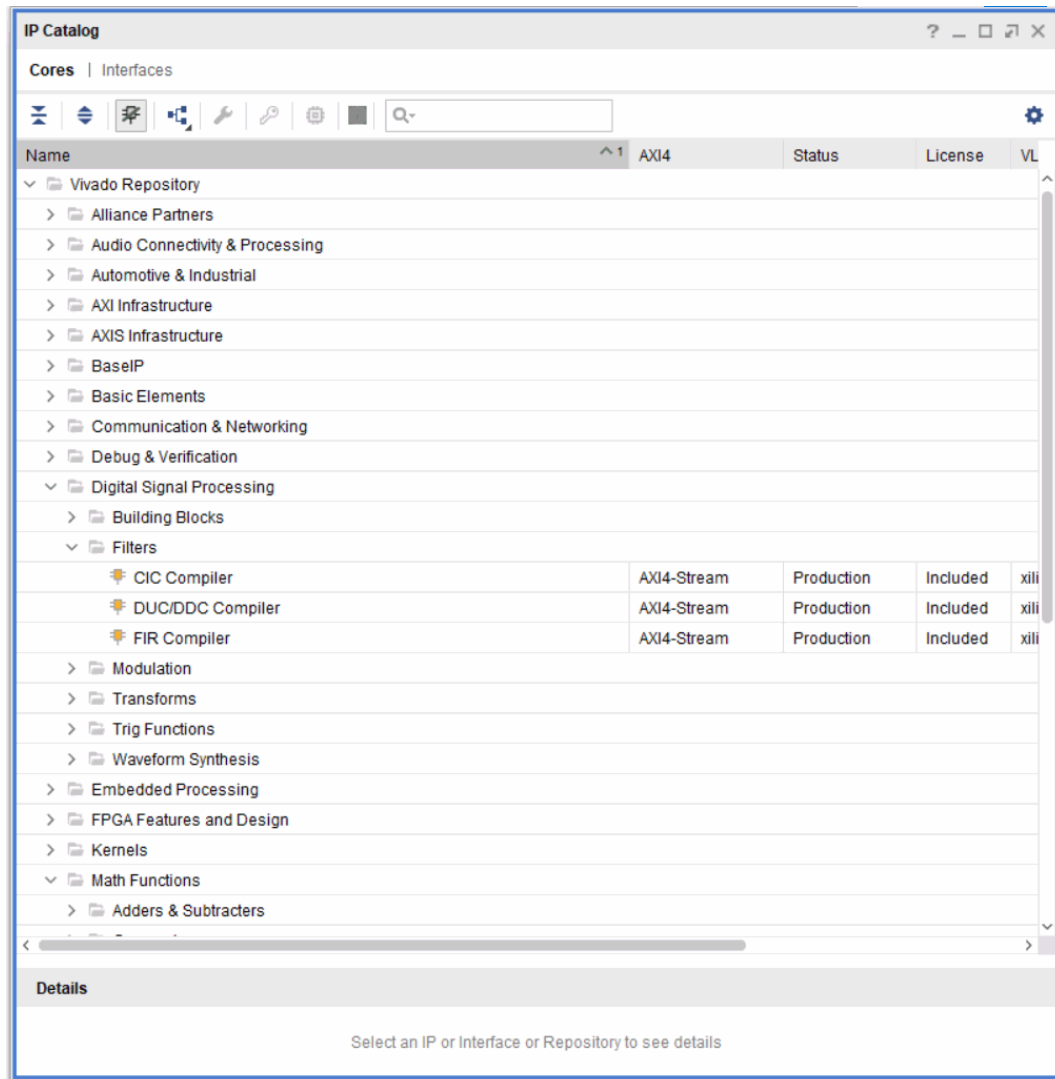 IP Catalog
Cores | Interfaces
Name 1 AXI4 Status License VL
Vivado Repository
Alliance Partners
Audio Connectivity & Processing
Automotive & Industrial
AXI Infrastructure
AXIS Infrastructure
BaseIP
Basic Elements
Communication & Networking
Debug & Verification
Digital Signal Processing
Building Blocks
Filters
CIC Compiler AXI4-Stream Production Included xili
DUC/DDC Compiler AXI4-Stream Production Included xili
FIR Compiler AXI4-Stream Production Included xili
Modulation
Transforms
Trig Functions
Waveform Synthesis
Embedded Processing
FPGA Features and Design
Kernels
Math Functions
Adders & Subtracters
Details
Select an IP or Interface or Repository to see details